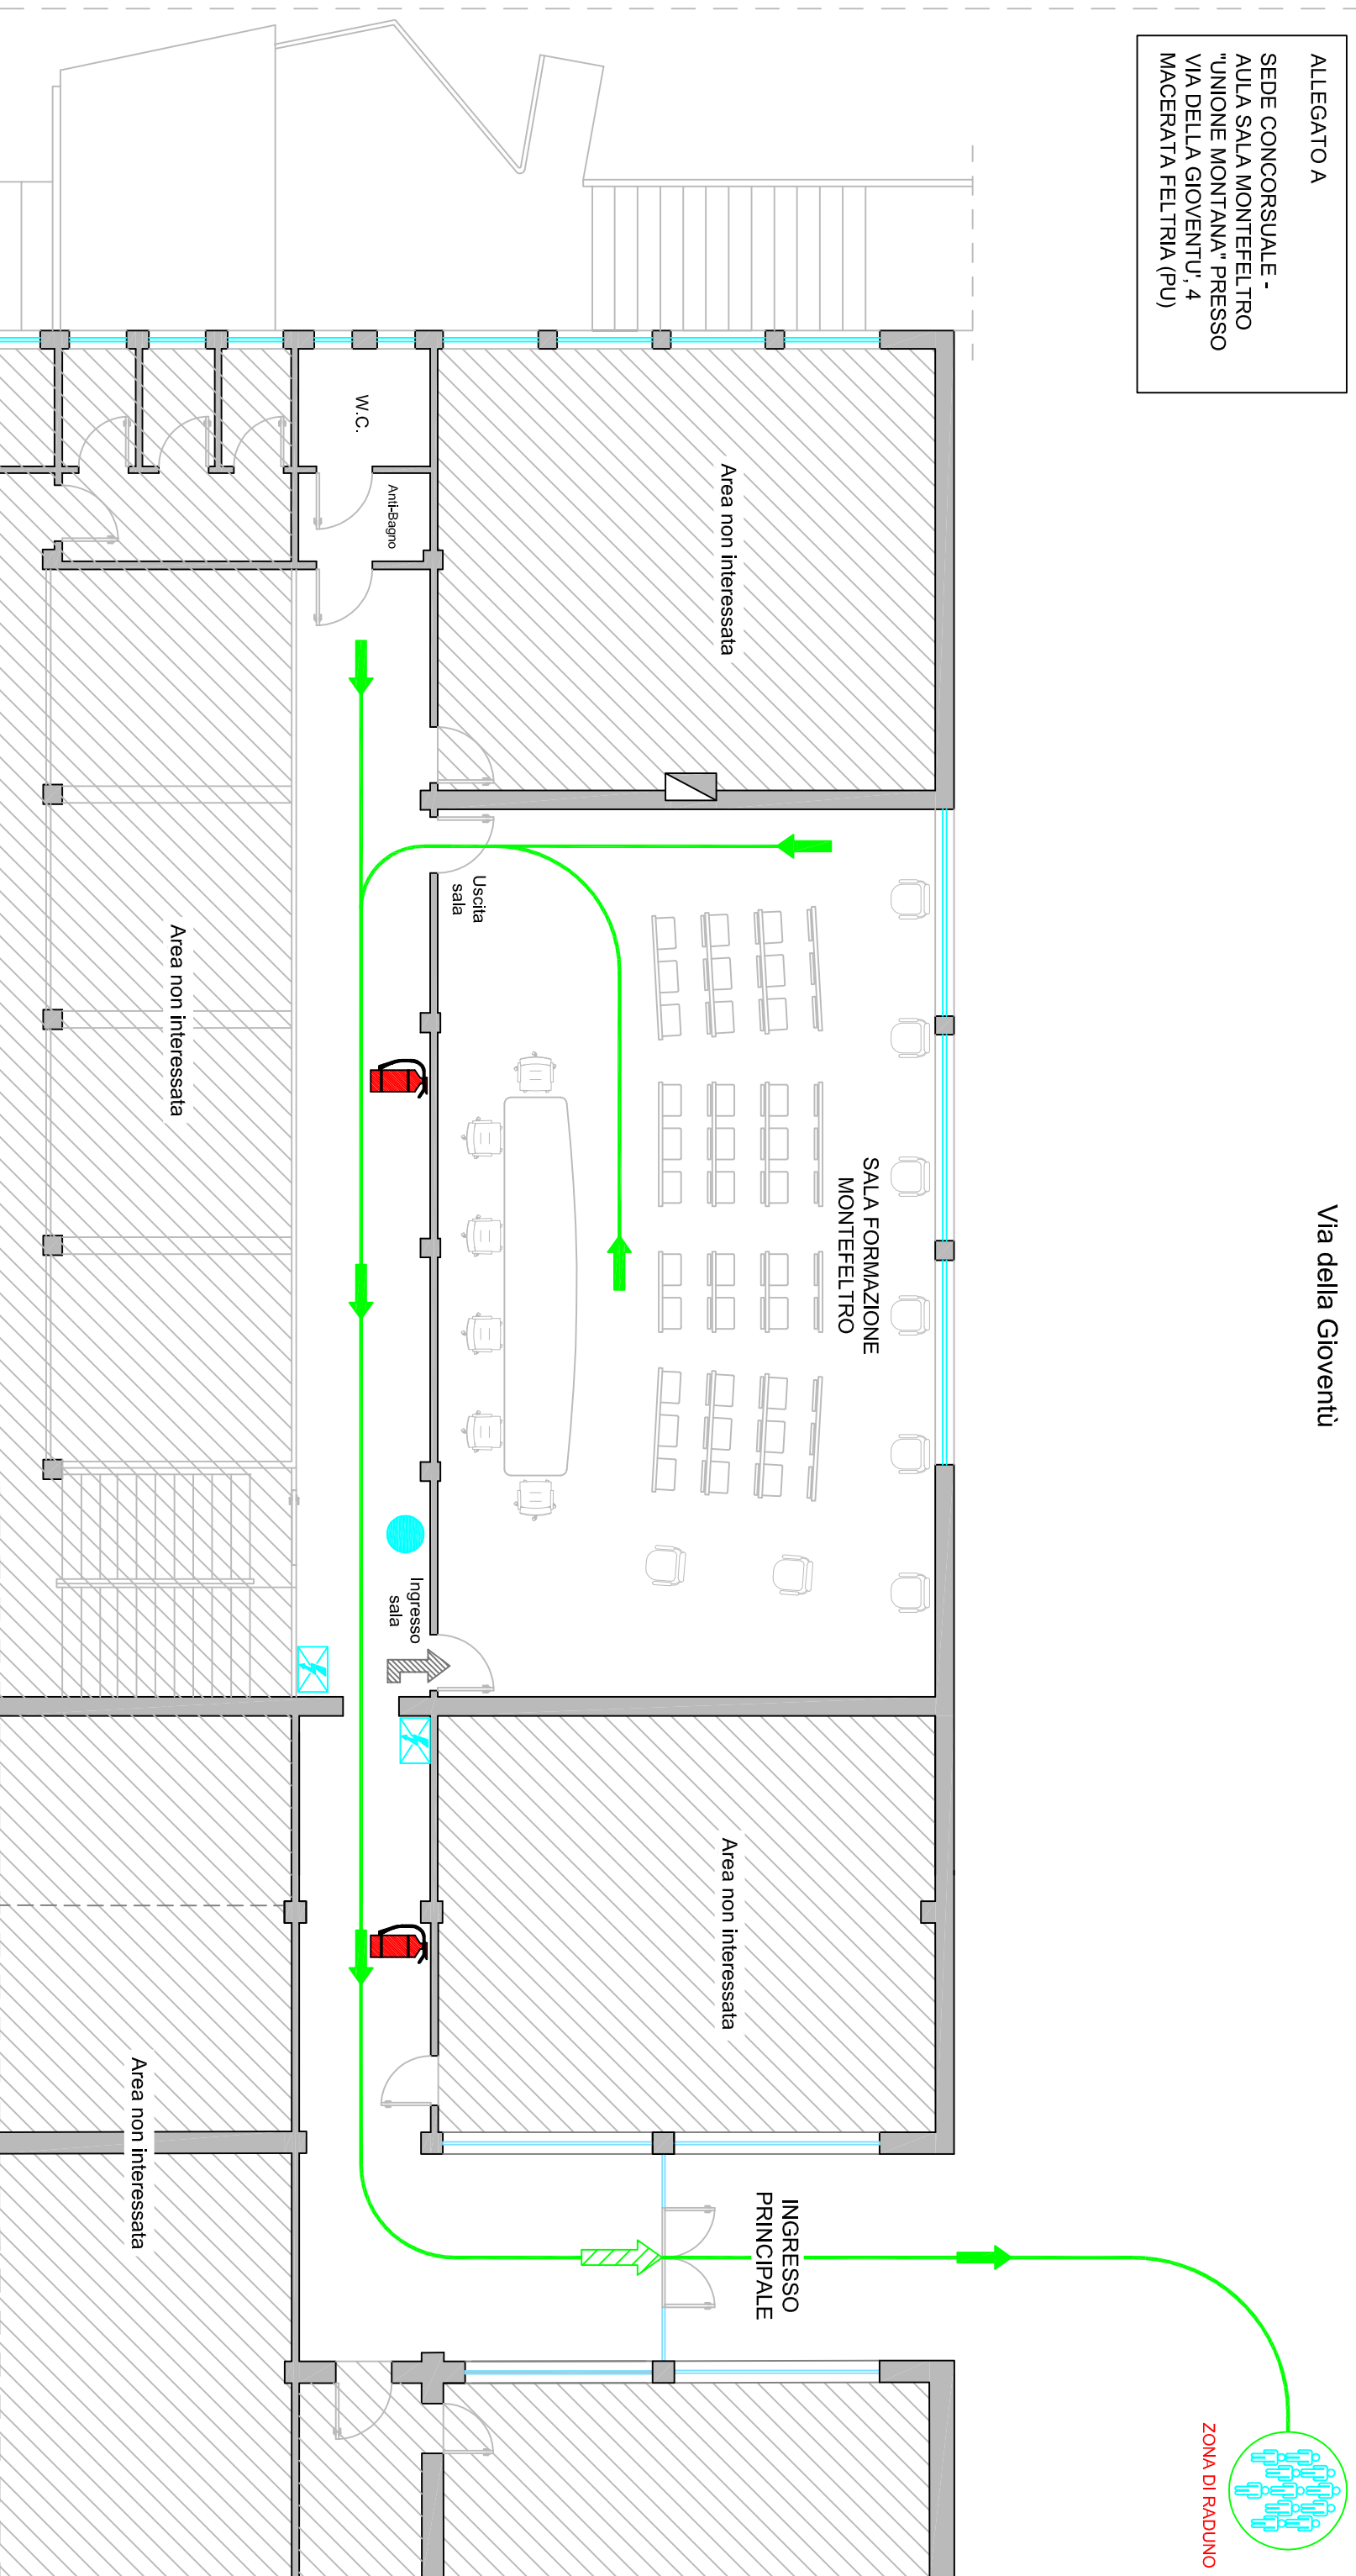 ALLEGATO A
SEDE CONCORSUALE -
AULA SALA MONTEFELTRO
"UNIONE MONTANA" PRESSO
VIA DELLA GIOVENTU', 4
MACERATA FELTRIA (PU)
Via della Gioventù
ZONA DI RADUNO
SALA FORMAZIONE
MONTEFELTRO
INGRESSO
PRINCIPALE
Area non interessata
Area non interessata
Uscita
sala
Ingresso
sala
W.C.
Anti-Bagno
Area non interessata
Area non interessata